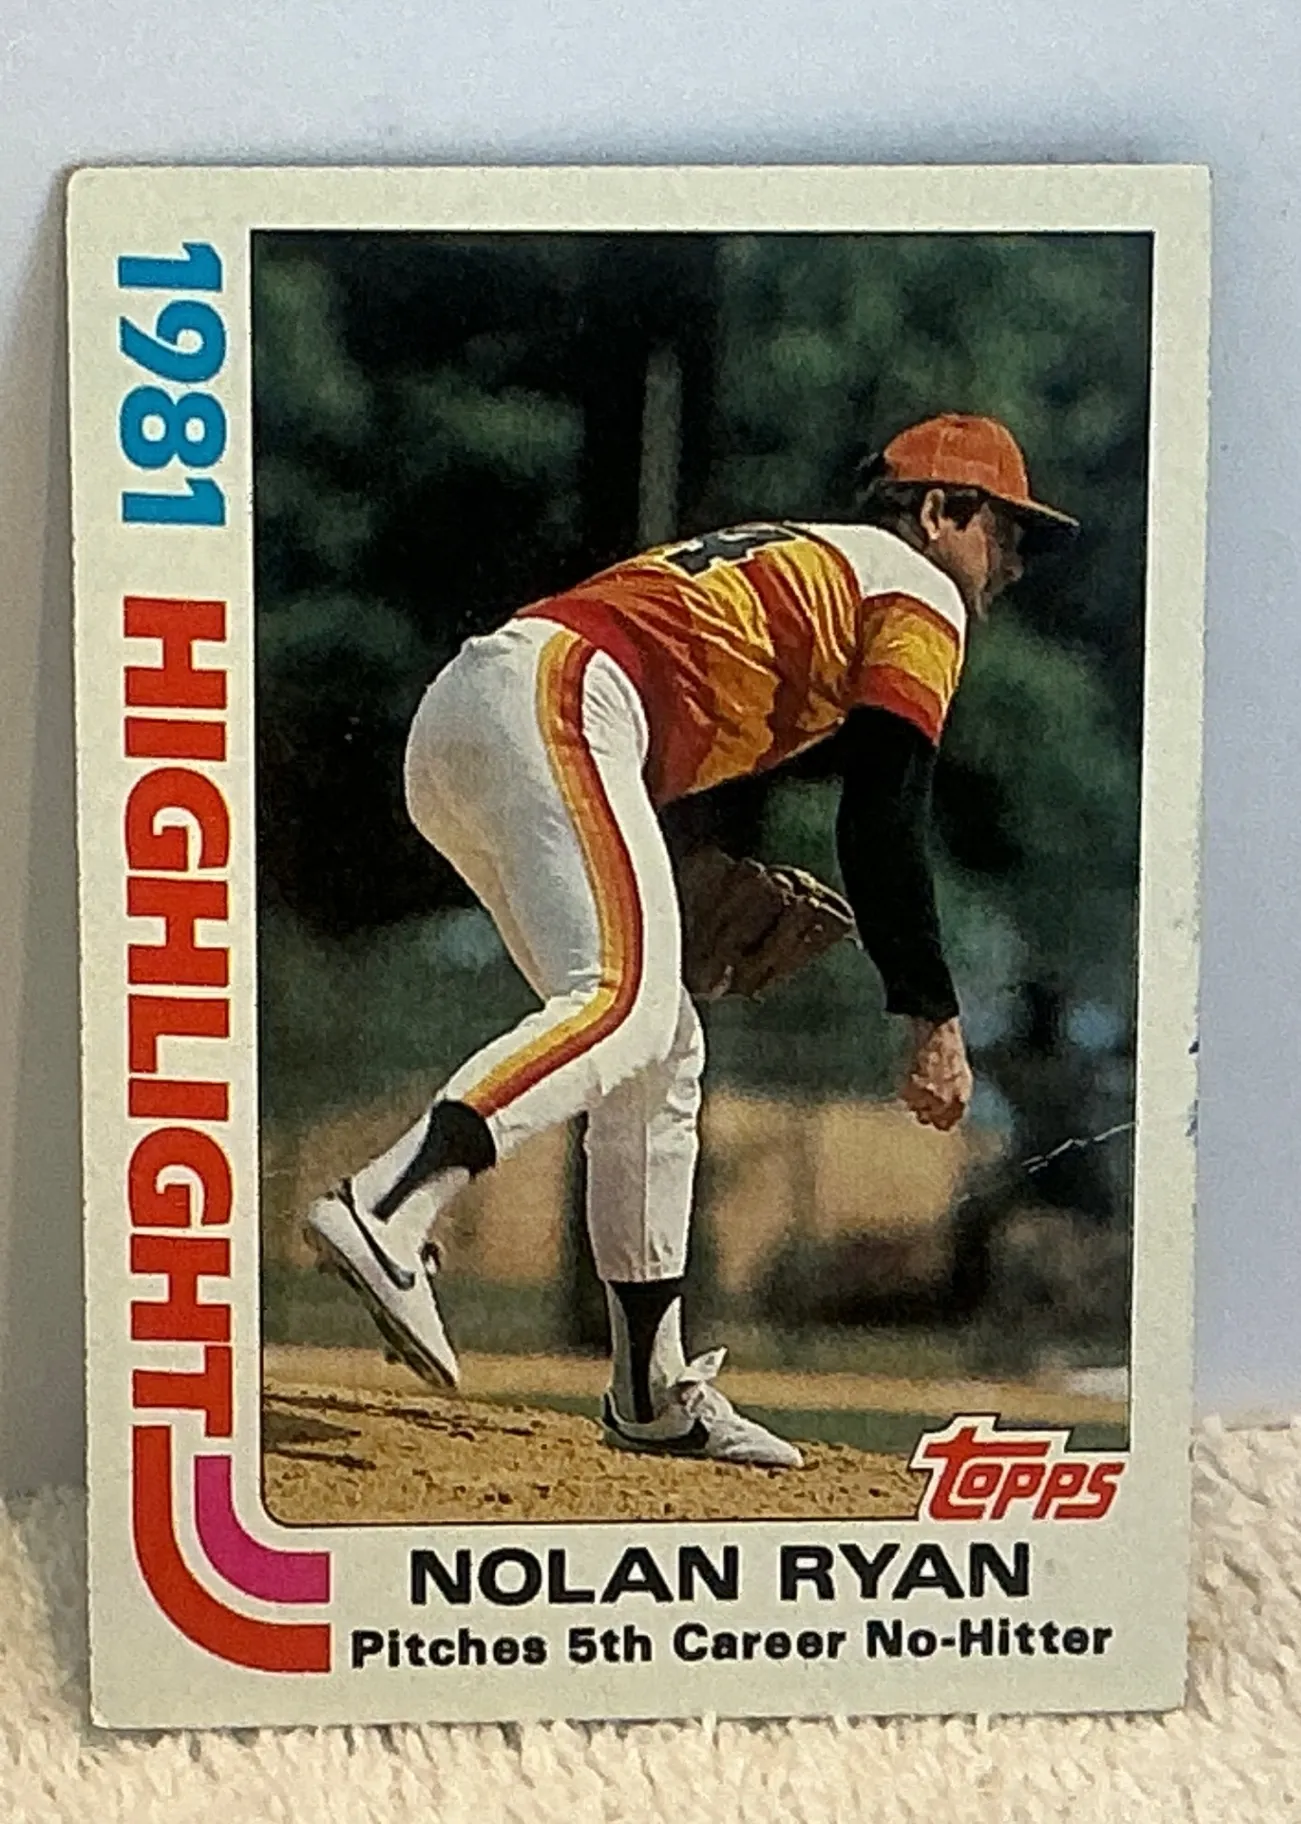 1981 HIGHLIGHT
TOPPS
NOLAN RYAN
Pitches 5th Career No-Hitter